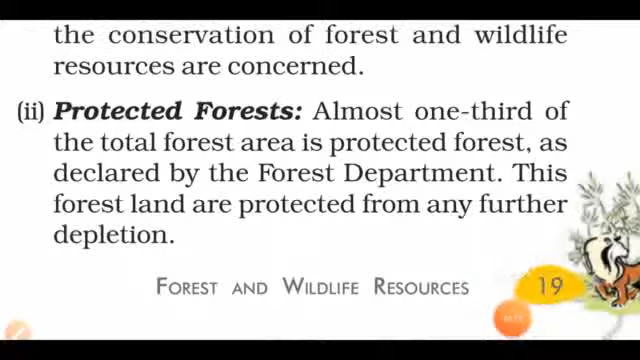 the conservation of forest and wildlife
resources are concerned.
(ii) Protected Forests: Almost one-third of
the total forest area is protected forest, as
declared by the Forest Department. This
forest land are protected from any further
depletion.
FOREST AND WILDLIFE RESOURCES 19